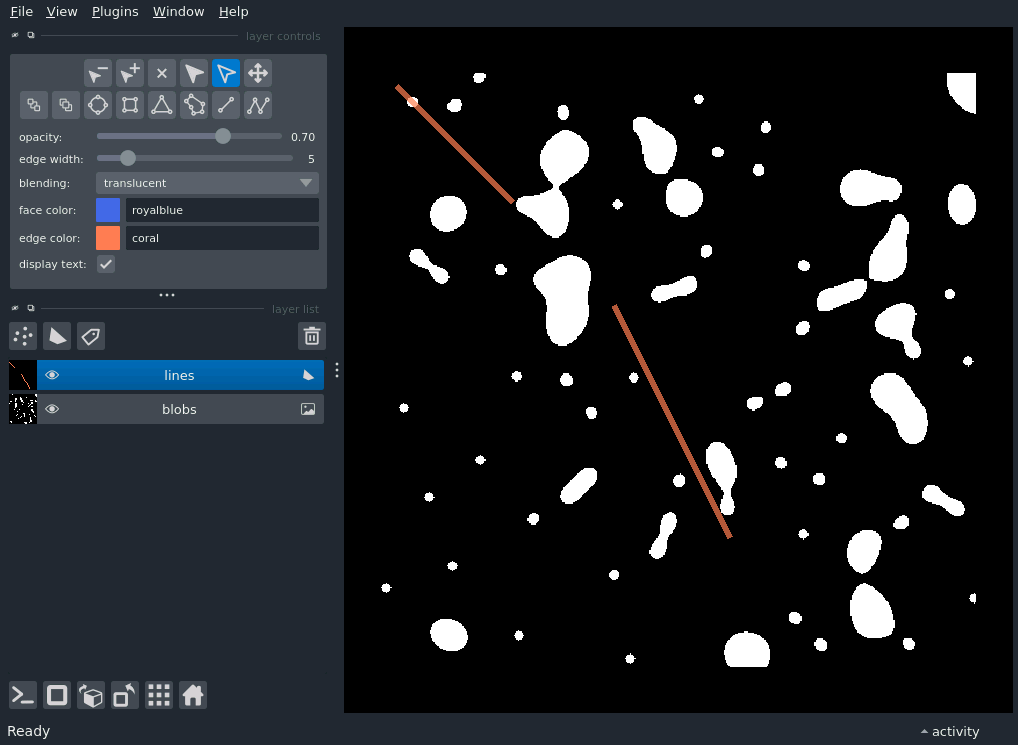 File View Plugins Window Help
layer controls
opacity: 0.70
edge width: 5
blending: translucent
face color: royalblue
edge color: coral
display text:
layer list
lines
blobs
Ready
activity